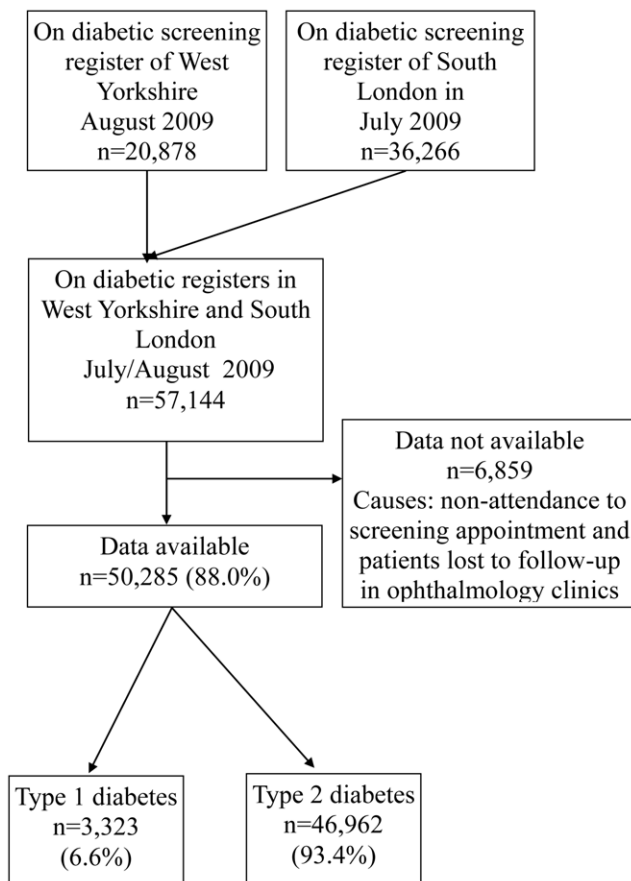 On diabetic screening
register of West
Yorkshire
August 2009
n=20,878
On diabetic screening
register of South
London in
July 2009
n=36,266
On diabetic registers in
West Yorkshire and South
London
July/August 2009
n=57,144
Data not available
n=6,859
Causes: non-attendance to
screening appointment and
patients lost to follow-up
in ophthalmology clinics
Data available
n=50,285 (88.0%)
Type 1 diabetes
n=3,323
(6.6%)
Type 2 diabetes
n=46,962
(93.4%)